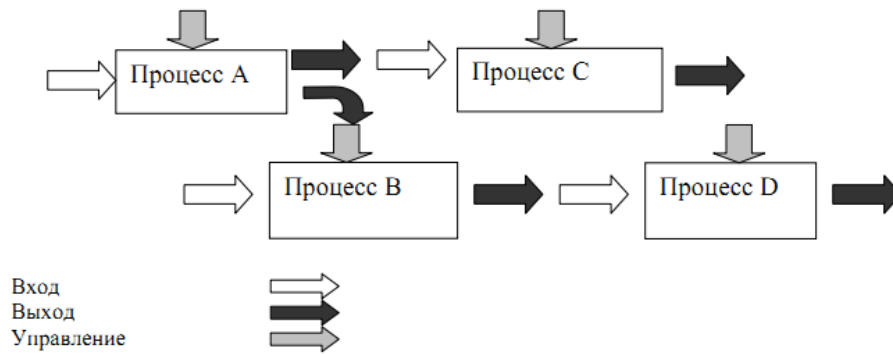 Процесс A
Процесс C
Процесс B
Процесс D
Вход
Выход
Управление